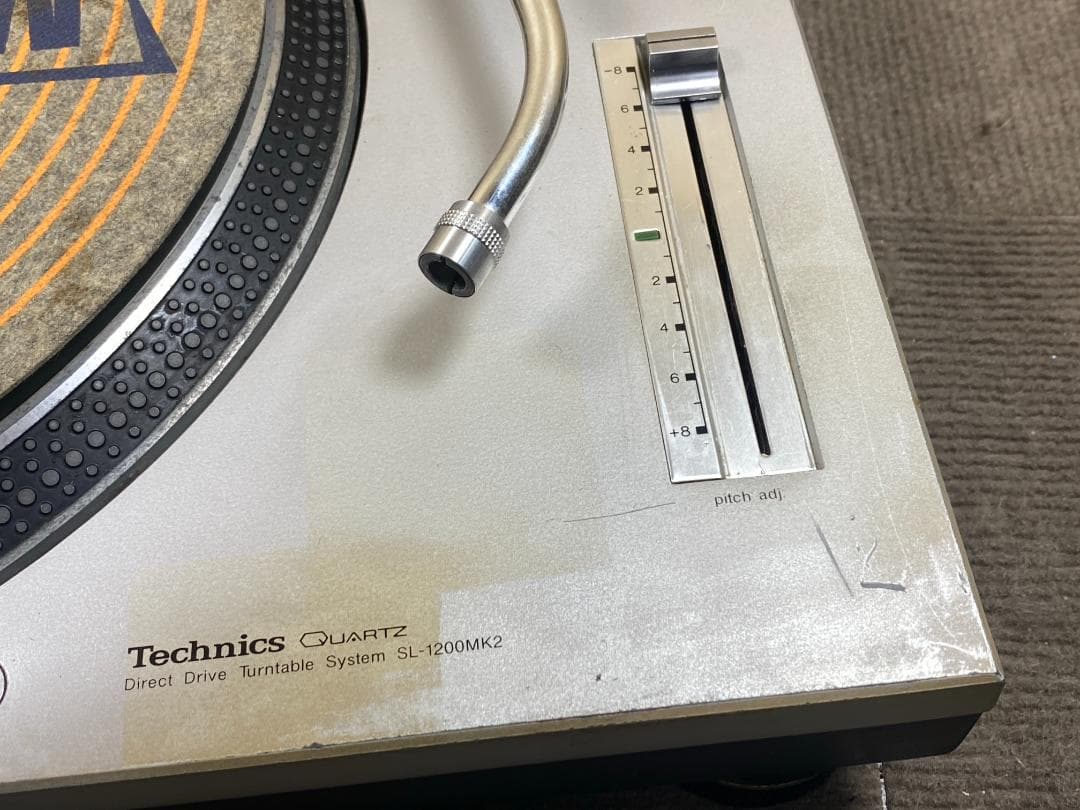 -8
6
4
2
2
4
6
+8
pitch adj.
Technics QUARTZ
Direct Drive Turntable System SL-1200MK2